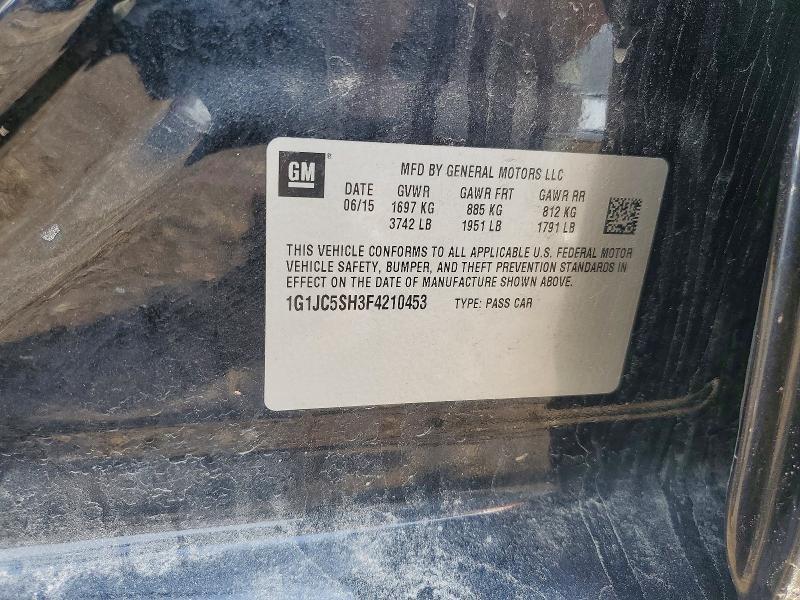 GM ® MFD BY GENERAL MOTORS LLC
DATE GVWR GAWR FRT GAWR RR
06/15 1697 KG 885 KG 812 KG
3742 LB 1951 LB 1791 LB
THIS VEHICLE CONFORMS TO ALL APPLICABLE U.S. FEDERAL MOTOR
VEHICLE SAFETY, BUMPER, AND THEFT PREVENTION STANDARDS IN
EFFECT ON THE DATE OF MANUFACTURE SHOWN ABOVE.
1G1JC5SH3F4210453 TYPE: PASS CAR